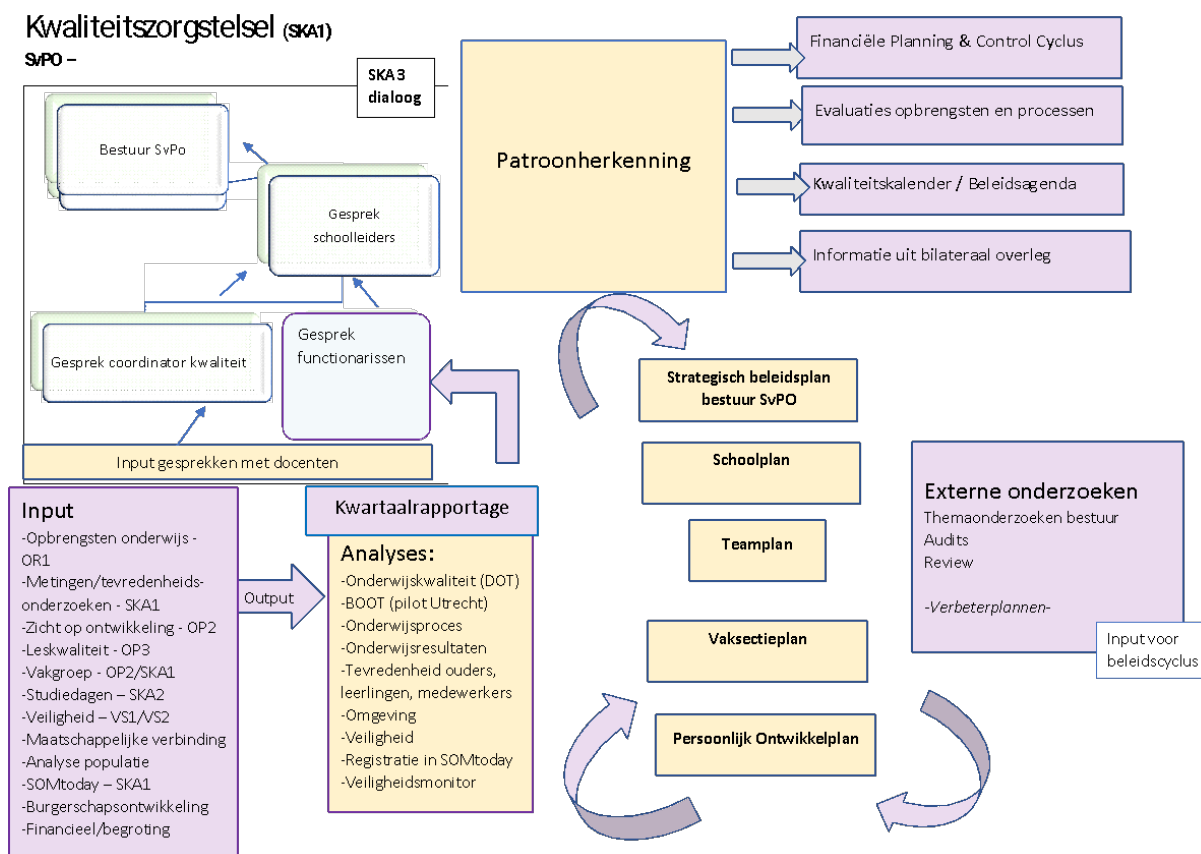 Kwaliteitszorgstelsel (SKA1)
SvPO –
SKA3
dialoog
Bestuur SvPo
Gesprek
schoolleiders
Gesprek coordinator kwaliteit
Gesprek
functionarissen
Input gesprekken met docenten
Patroonherkenning
Financiële Planning & Control Cyclus
Evaluaties opbrengsten en processen
Kwaliteitskalender / Beleidsagenda
Informatie uit bilateraal overleg
Input
-Opbrengsten onderwijs -
OR1
-Metingen/tevredenheids-
onderzoeken - SKA1
-Zicht op ontwikkeling - OP2
-Leskwaliteit - OP3
-Vakgroep - OP2/SKA1
-Studiedagen – SKA2
-Veiligheid – VS1/VS2
-Maatschappelijke verbinding
-Analyse populatie
-SOMtoday – SKA1
-Burgerschapsontwikkeling
-Financieel/begroting
Output
Kwartaalrapportage
Analyses:
-Onderwijskwaliteit (DOT)
-BOOT (pilot Utrecht)
-Onderwijsproces
-Onderwijsresultaten
-Tevredenheid ouders,
leerlingen, medewerkers
-Omgeving
-Veiligheid
-Registratie in SOMtoday
-Veiligheidsmonitor
Strategisch beleidsplan
bestuur SvPO
Schoolplan
Teamplan
Vaksectieplan
Persoonlijk Ontwikkelplan
Externe onderzoeken
Themaonderzoeken bestuur
Audits
Review
-Verbeterplannen-
Input voor
beleidscyclus